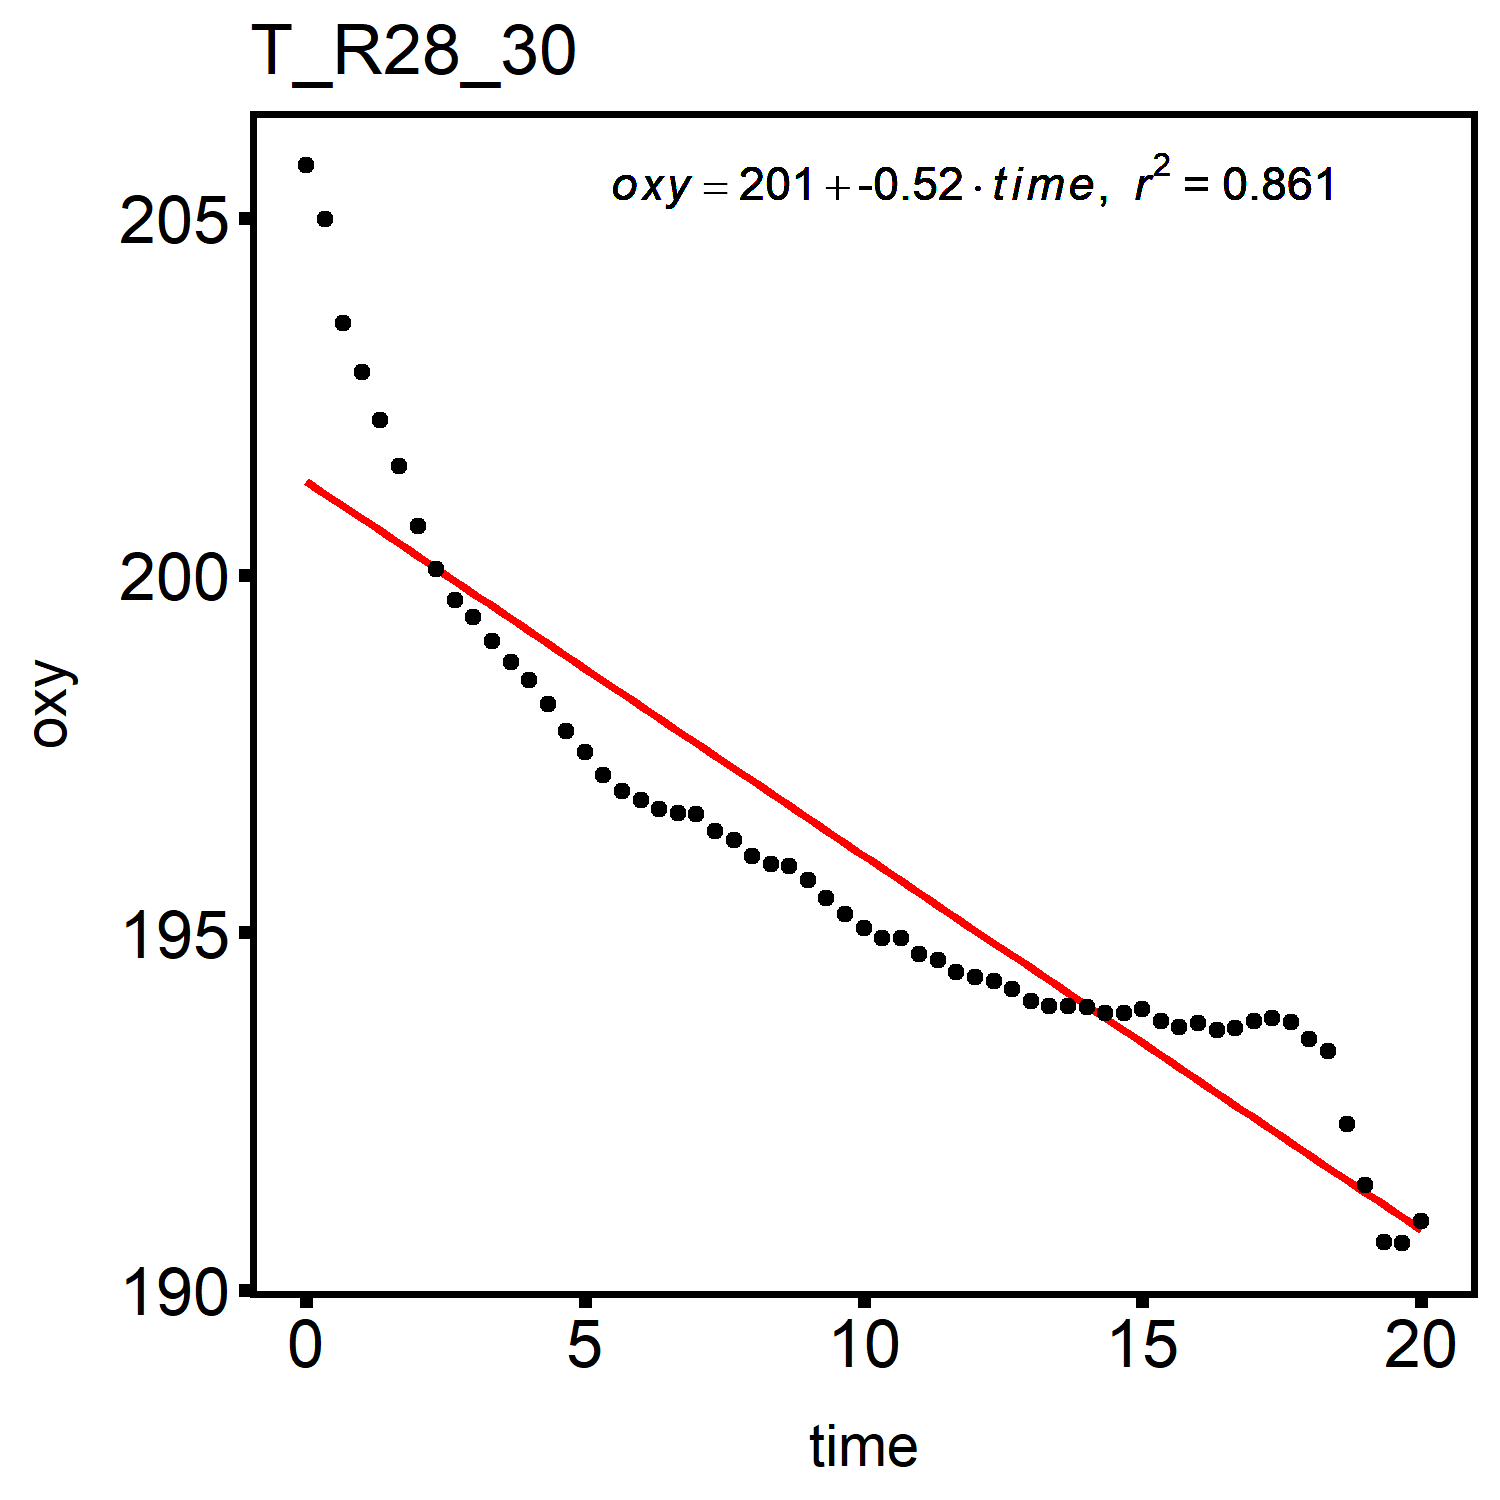 T_R28_30
oxy = 201 + -0.52 · time, r² = 0.861
205
200
195
190
oxy
0 5 10 15 20
time